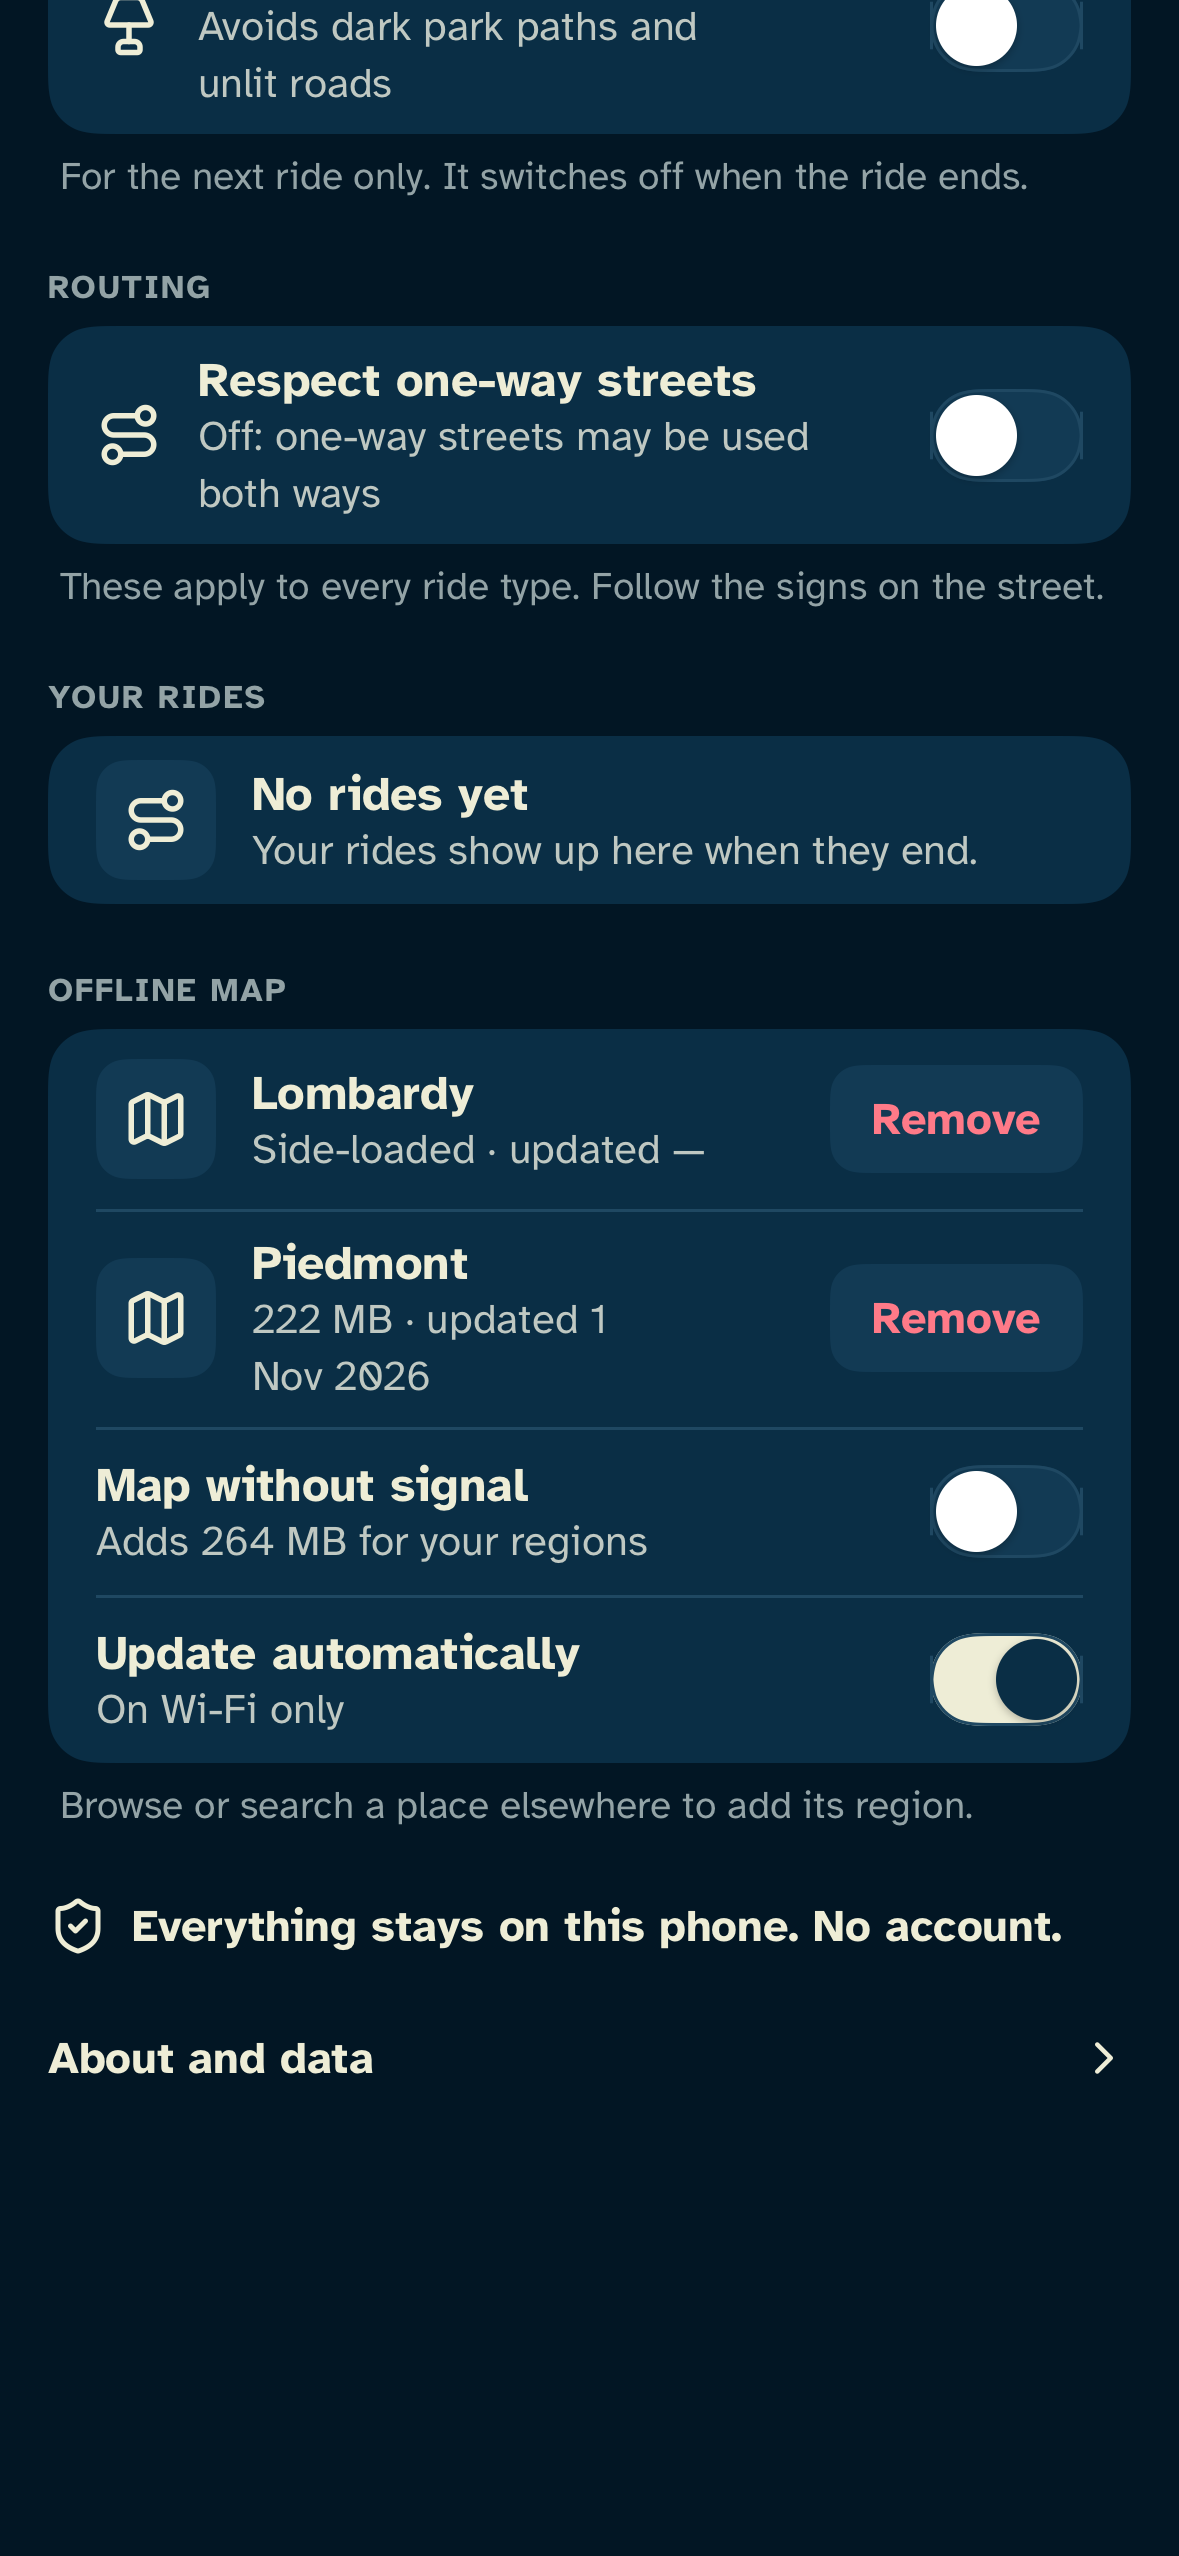 Avoids dark park paths and
unlit roads
For the next ride only. It switches off when the ride ends.
ROUTING
Respect one-way streets
Off: one-way streets may be used
both ways
These apply to every ride type. Follow the signs on the street.
YOUR RIDES
No rides yet
Your rides show up here when they end.
OFFLINE MAP
Lombardy
Side-loaded · updated —
Remove
Piedmont
222 MB · updated 1
Nov 2026
Remove
Map without signal
Adds 264 MB for your regions
Update automatically
On Wi-Fi only
Browse or search a place elsewhere to add its region.
Everything stays on this phone. No account.
About and data